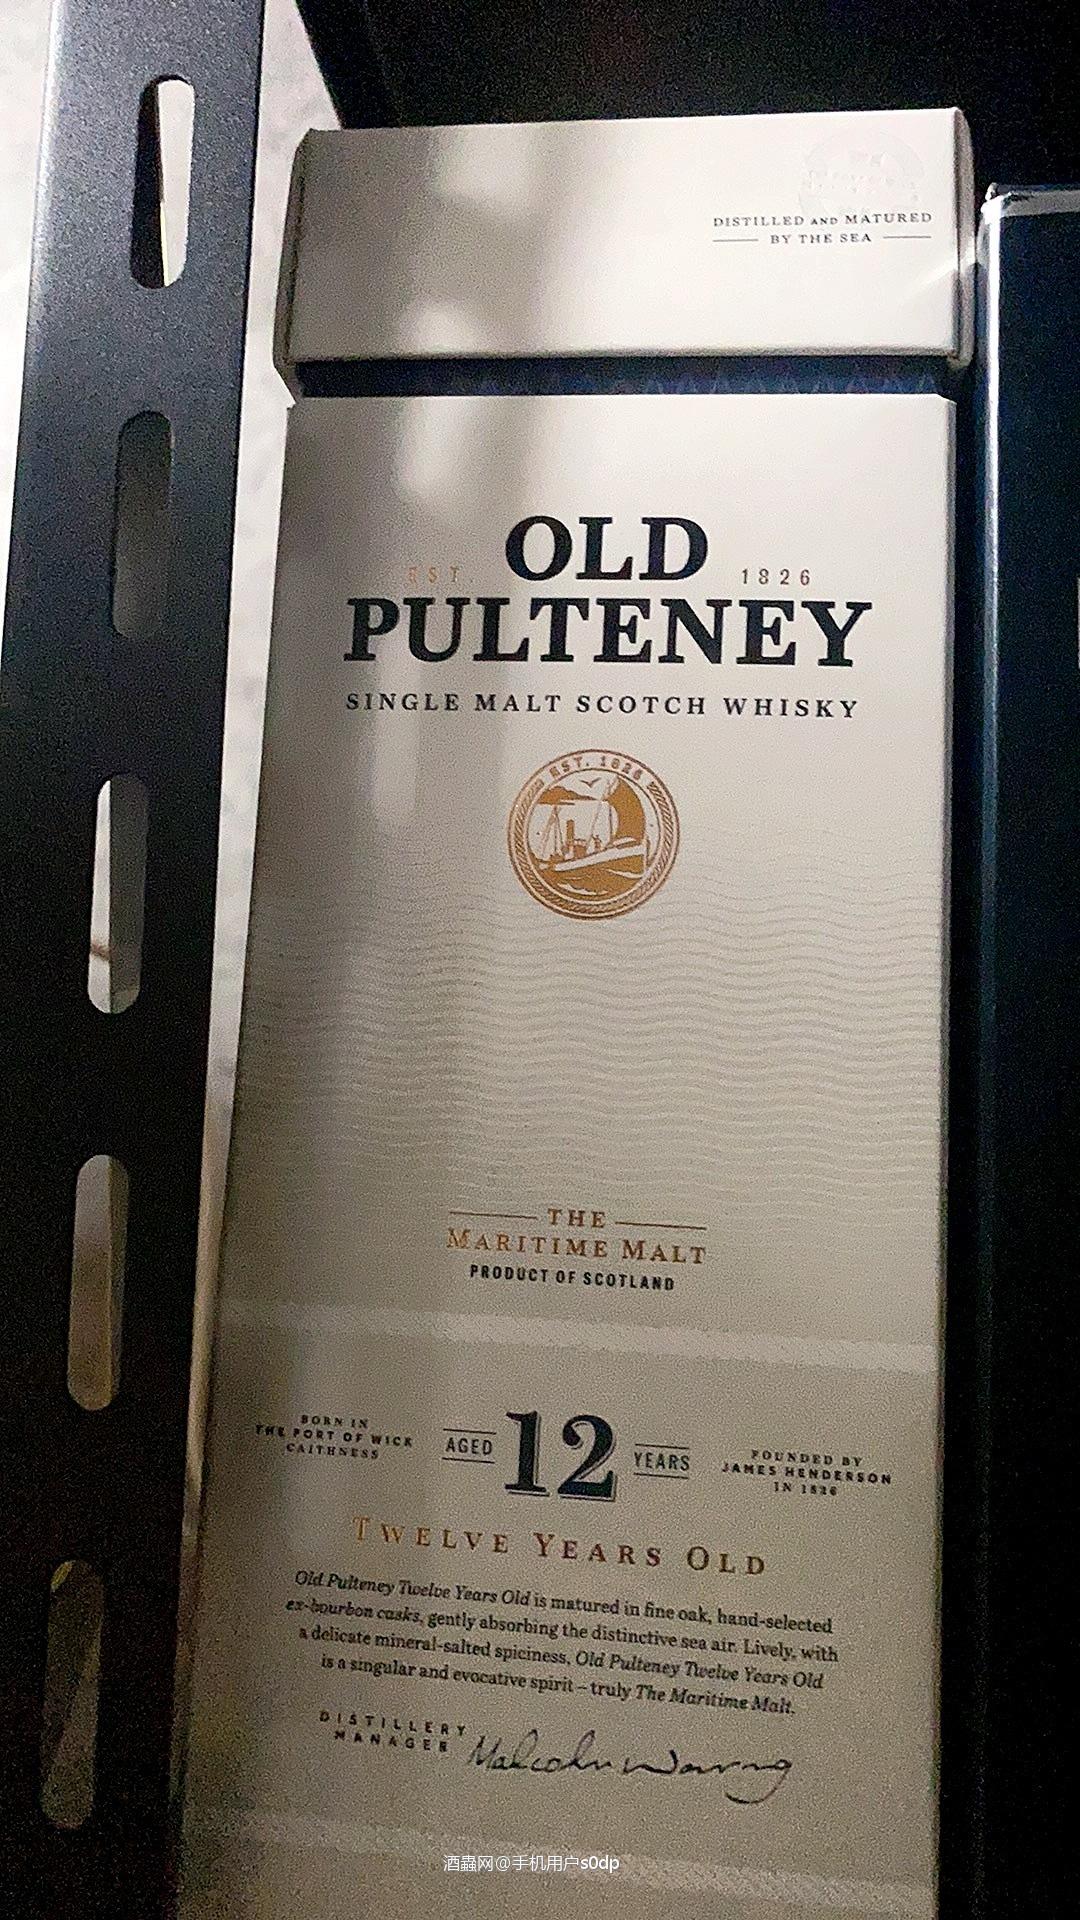 DISTILLED AND MATURED
BY THE SEA
OLD
EST. 1826
PULTENEY
SINGLE MALT SCOTCH WHISKY
EST. 1826
THE
MARITIME MALT
PRODUCT OF SCOTLAND
BORN IN
THE PORT OF WICK
CAITHNESS
AGED 12 YEARS
FOUNDED BY
JAMES HENDERSON
IN 1826
TWELVE YEARS OLD
Old Pulteney Twelve Years Old is matured in fine oak, hand-selected
ex-bourbon casks, gently absorbing the distinctive sea air. Lively, with
a delicate mineral-salted spiciness, Old Pulteney Twelve Years Old
is a singular and evocative spirit – truly The Maritime Malt.
DISTILLERY
MANAGER
Malcolm Waring
酒蟲网@手机用户s0dp